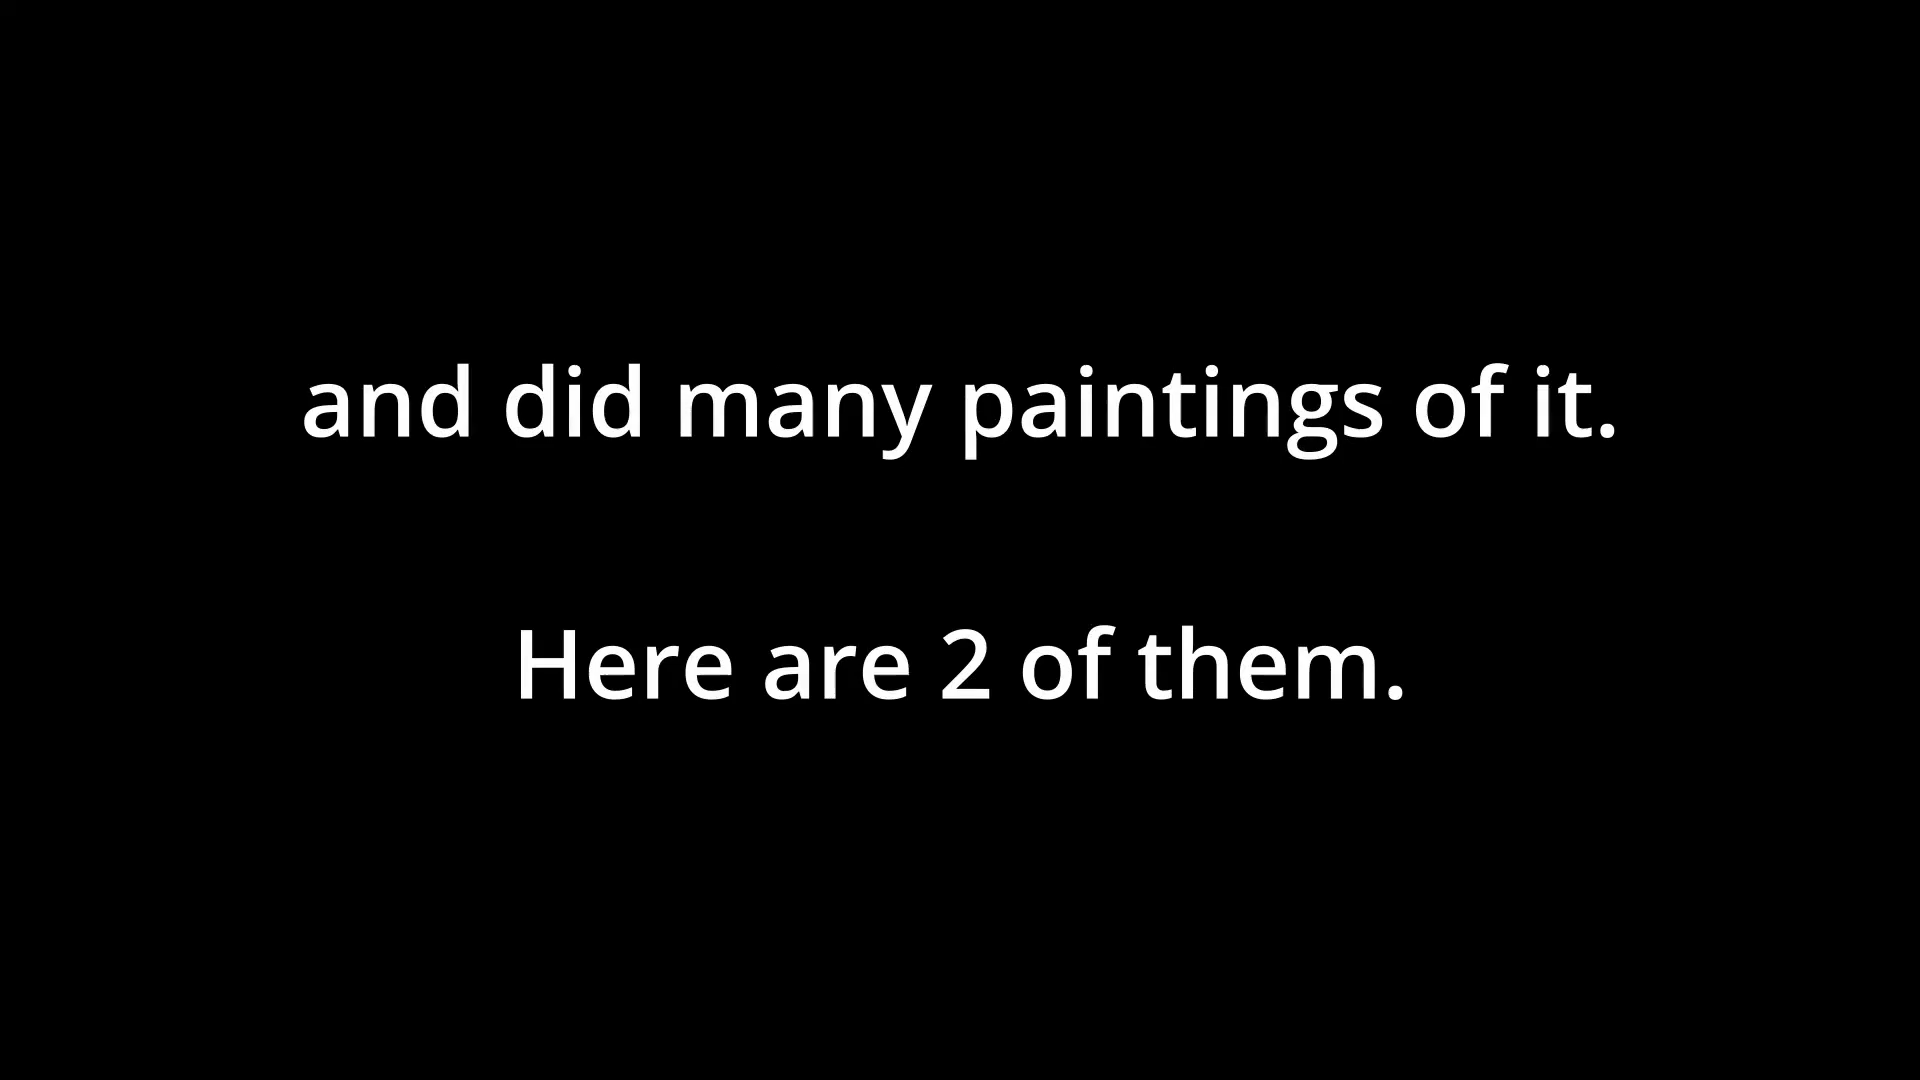 and did many paintings of it.
Here are 2 of them.